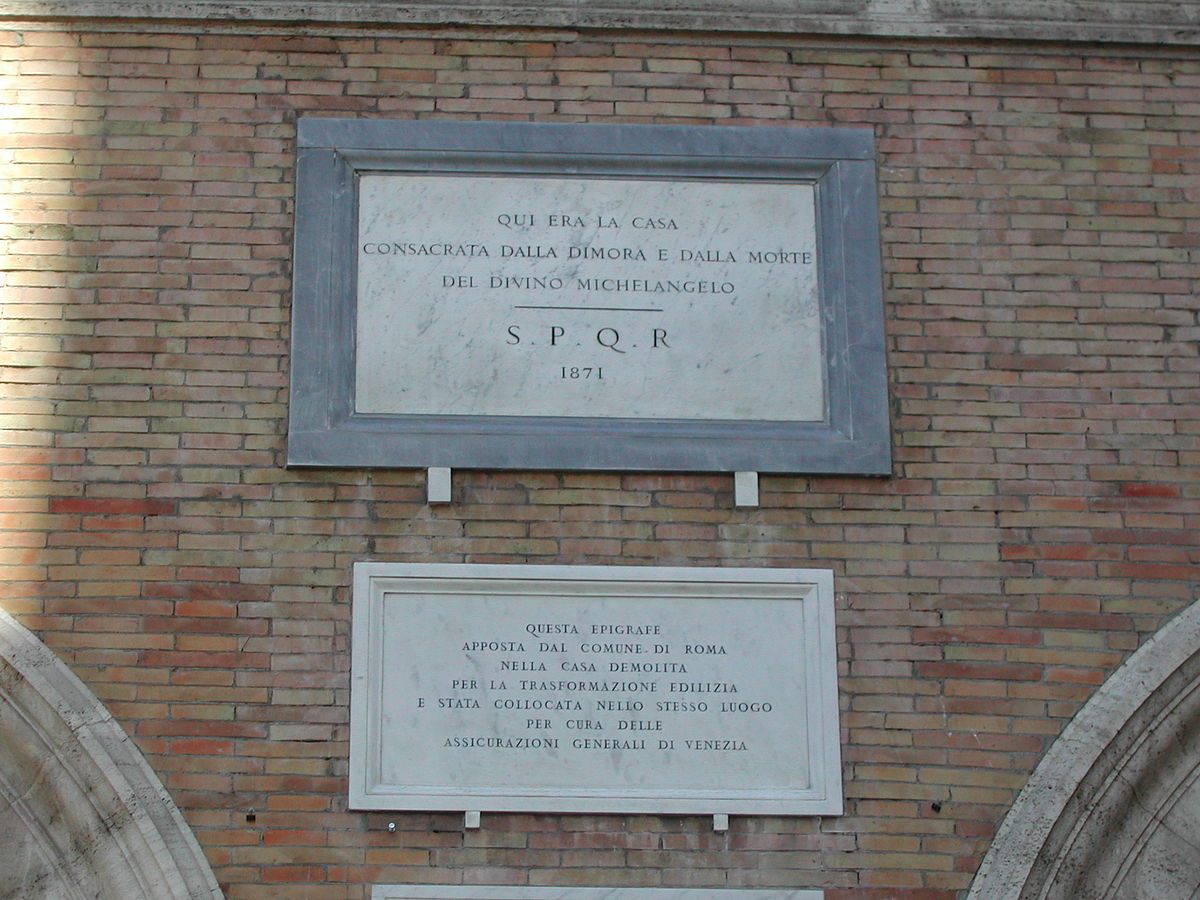 QUI ERA LA CASA
CONSACRATA DALLA DIMORA E DALLA MORTE
DEL DIVINO MICHELANGELO
S.P.Q.R
1871
QUESTA EPIGRAFE
APPOSTA DAL COMUNE DI ROMA
NELLA CASA DEMOLITA
PER LA TRASFORMAZIONE EDILIZIA
E STATA COLLOCATA NELLO STESSO LUOGO
PER CURA DELLE
ASSICURAZIONI GENERALI DI VENEZIA